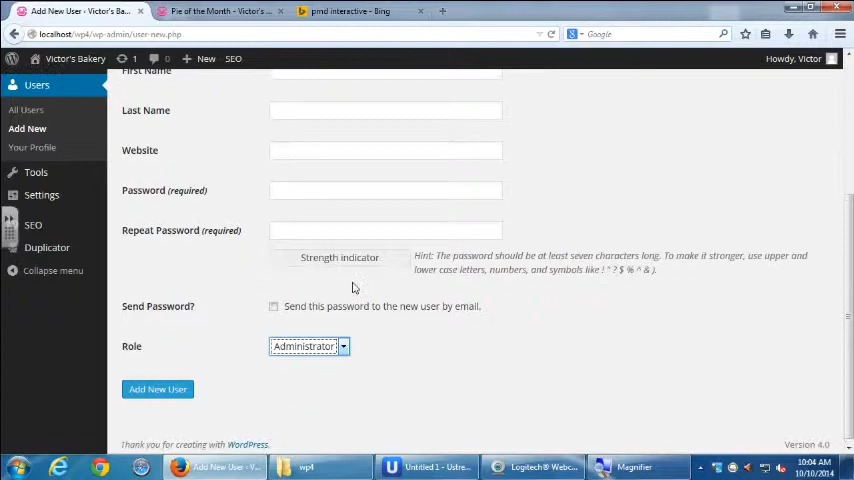 Add New User ‹ Victor's Ba...
Pie of the Month - Victor's ...
pmd interactive - Bing
localhost/wp4/wp-admin/user-new.php
Google
Victor's Bakery
1
0
New
SEO
Howdy, Victor
Users
All Users
Add New
Your Profile
Tools
Settings
SEO
Duplicator
Collapse menu
First Name
Last Name
Website
Password (required)
Repeat Password (required)
Strength indicator
Hint: The password should be at least seven characters long. To make it stronger, use upper and
lower case letters, numbers, and symbols like ! " ? $ % ^ & ).
Send Password?
Send this password to the new user by email.
Role
Administrator
Add New User
Thank you for creating with WordPress.
Version 4.0
Add New User ‹ V...
wp4
Untitled 1 - Ustre...
Logitech® Webc...
Magnifier
10:04 AM
10/10/2014